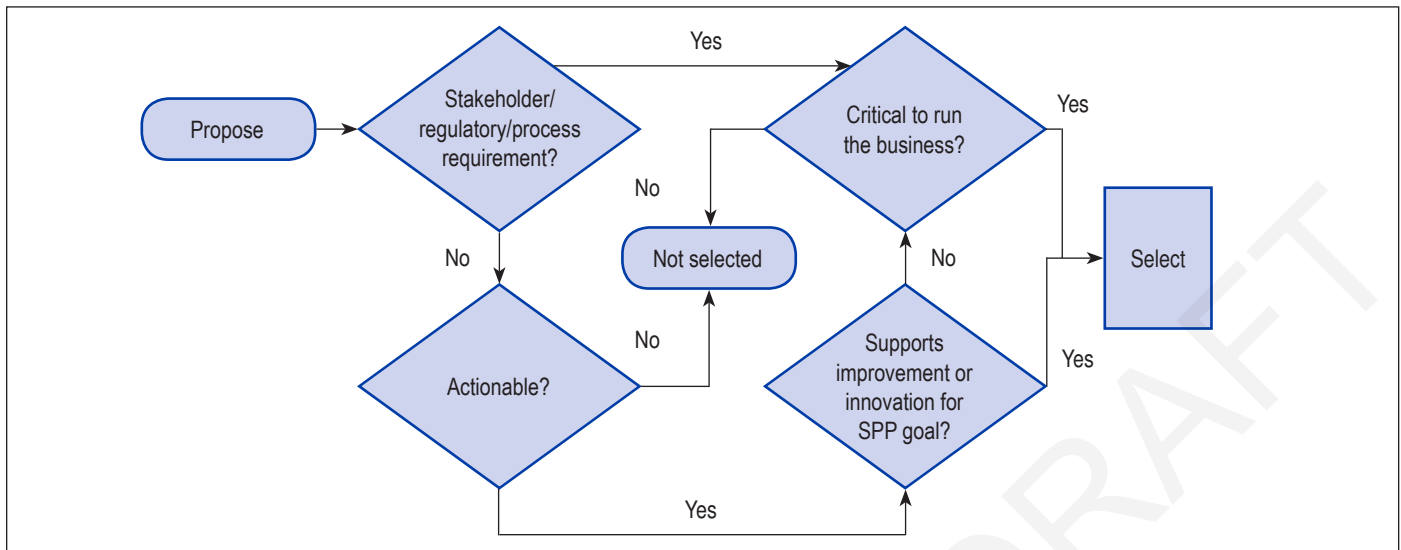 Propose
Stakeholder/
regulatory/process
requirement?
Yes
Critical to run
the business?
Yes
No
Not selected
No
Select
No
Actionable?
No
Supports
improvement or
innovation for
SPP goal?
Yes
Yes
DRAFT